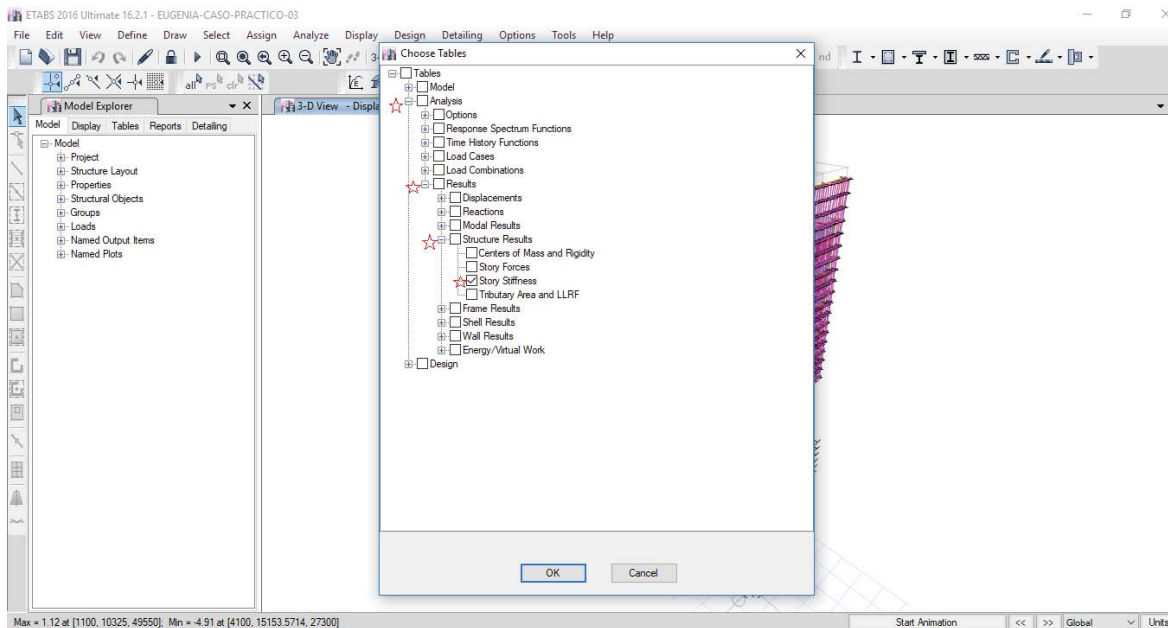 ETABS 2016 Ultimate 16.2.1 - EUGENIA-CASO-PRACTICO-03
File Edit View Define Draw Select Assign Analyze Display Design Detailing Options Tools Help
Choose Tables
all
ps
clr
nd
Model Explorer
3-D View - Displa
Model Display Tables Reports Detailing
Model
Project
Structure Layout
Properties
Structural Objects
Groups
Loads
Named Output Items
Named Plots
Tables
Model
Analysis
Options
Response Spectrum Functions
Time History Functions
Load Cases
Load Combinations
Results
Displacements
Reactions
Modal Results
Structure Results
Centers of Mass and Rigidity
Story Forces
Story Stiffness
Tributary Area and LLRF
Frame Results
Shell Results
Wall Results
Energy/Virtual Work
Design
OK Cancel
Max = 1.12 at [1100, 10325, 49550]; Min = -4.91 at [4100, 15153.5714, 27300] Start Animation << >> Global Units